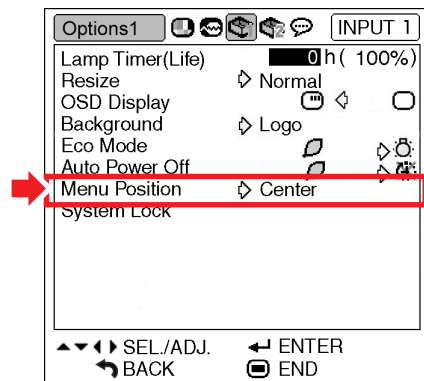 Options1 2 INPUT 1
Lamp Timer(Life) 0 h ( 100%)
Resize Normal
OSD Display
Background Logo
Eco Mode
Auto Power Off
Menu Position Center
System Lock
SEL./ADJ. ENTER
BACK END